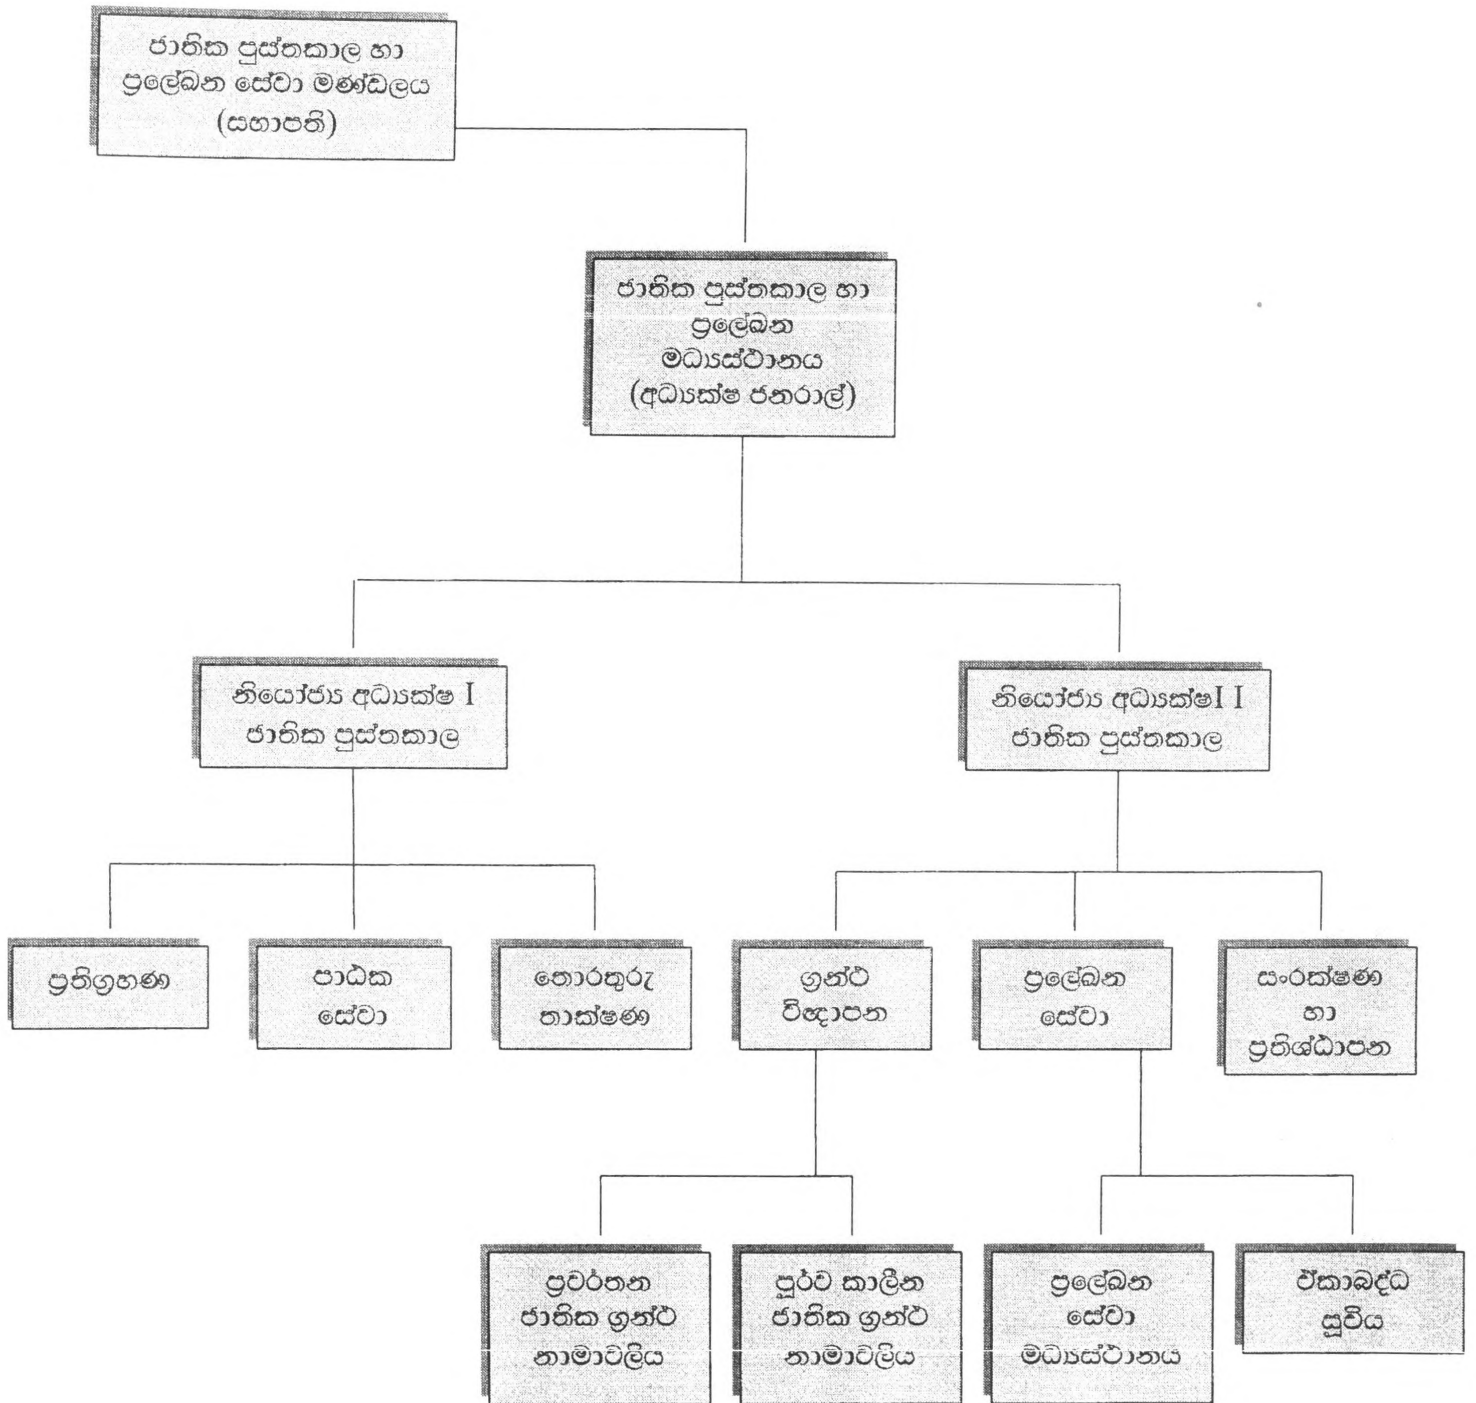 ජාතික පුස්තකාල හා
ප්‍රලේඛන සේවා මණ්ඩලය
(සභාපති)
ජාතික පුස්තකාල හා
ප්‍රලේඛන
මධ්‍යස්ථානය
(අධ්‍යක්ෂ ජනරාල්)
නියෝජ්‍ය අධ්‍යක්ෂ I
ජාතික පුස්තකාල
නියෝජ්‍ය අධ්‍යක්ෂI I
ජාතික පුස්තකාල
ප්‍රතිග්‍රහණ
පාඨක
සේවා
තොරතුරු
තාක්ෂණ
ග්‍රන්ථ
විඥාපන
ප්‍රලේඛන
සේවා
සංරක්ෂණ
හා
ප්‍රතිශ්ඨාපන
ප්‍රවර්තන
ජාතික ග්‍රන්ථ
නාමාවලිය
පූර්ව කාලීන
ජාතික ග්‍රන්ථ
නාමාවලිය
ප්‍රලේඛන
සේවා
මධ්‍යස්ථානය
ඒකාබද්ධ
සූචිය